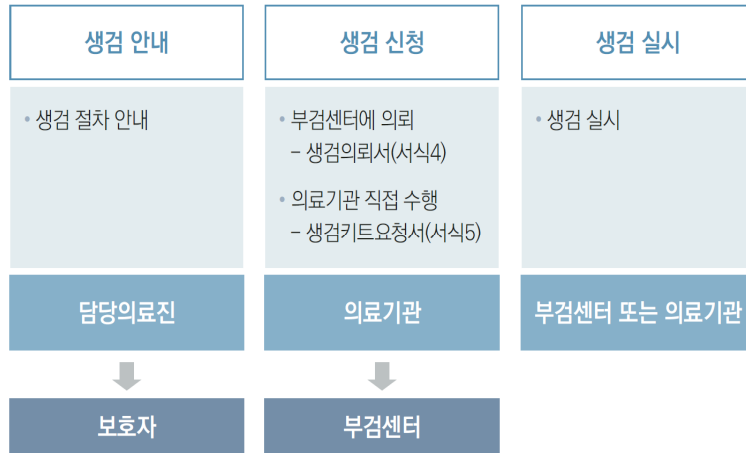 생검 안내
• 생검 절차 안내
담당의료진
보호자
생검 신청
• 부검센터에 의뢰
– 생검의뢰서(서식4)
• 의료기관 직접 수행
– 생검키트요청서(서식5)
의료기관
부검센터
생검 실시
• 생검 실시
부검센터 또는 의료기관